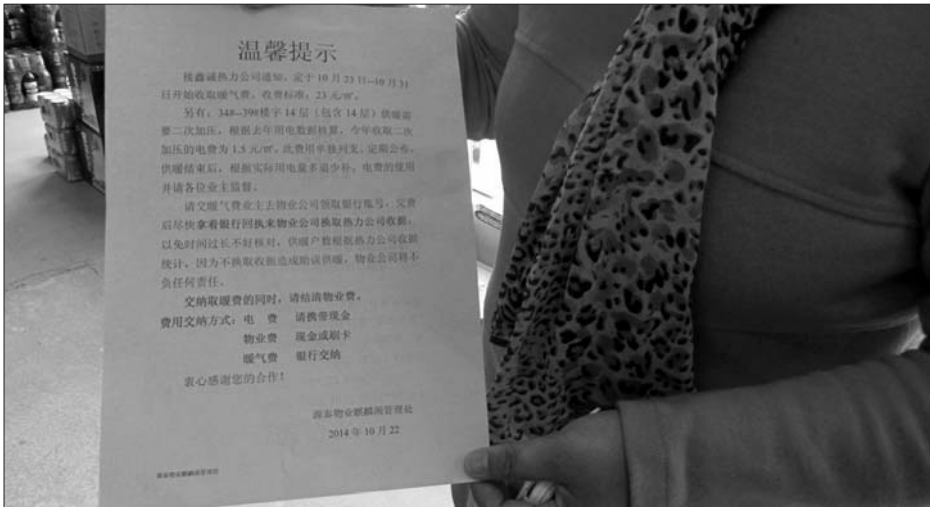 温馨提示
接鑫诚热力公司通知，定于10月23日--10月31
日开始收取暖气费。收费标准：23元/㎡。
另有：34#--39#楼宇14层（包含14层）供暖需
要二次加压，根据去年用电数据核算，今年收取二次
加压的电费为1.5元/㎡。此费用单独列支、定期公布，
供暖结束后，根据实际用电量多退少补。电费的使用
并请各位业主监督。
请交暖气费业主去物业公司领取银行账号，交费
后尽快拿着银行回执来物业公司换取热力公司收据，
以免时间过长不好核对，供暖户数根据热力公司收据
统计，因为不换取收据造成贻误供暖，物业公司将不
负任何责任。
交纳取暖费的同时，请结清物业费。
费用交纳方式：电 费 请携带现金
物业费 现金或刷卡
暖气费 银行交纳
衷心感谢您的合作！
源泰物业麒麟阁管理处
2014年10月22